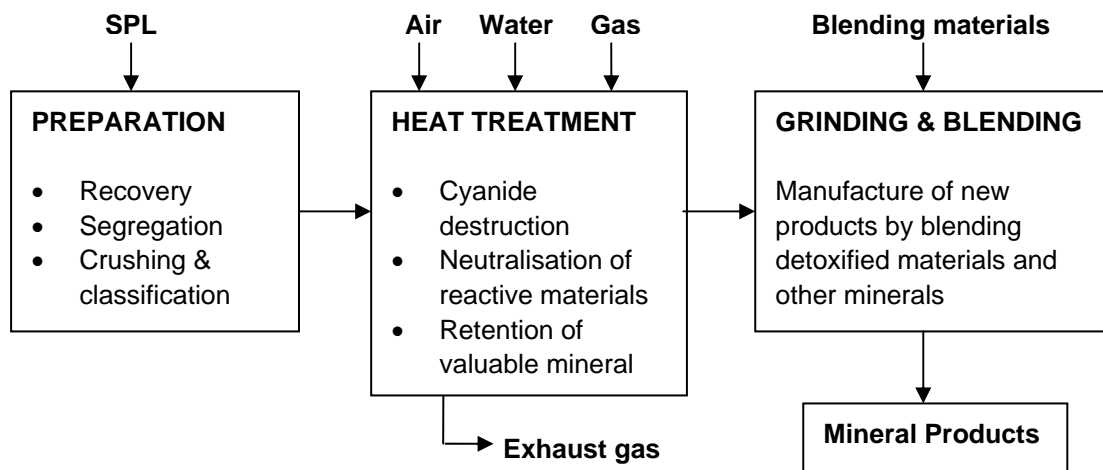 SPL
Air Water Gas
Blending materials
PREPARATION
• Recovery
• Segregation
• Crushing &
classification
HEAT TREATMENT
• Cyanide
destruction
• Neutralisation of
reactive materials
• Retention of
valuable mineral
GRINDING & BLENDING
Manufacture of new
products by blending
detoxified materials and
other minerals
Exhaust gas
Mineral Products